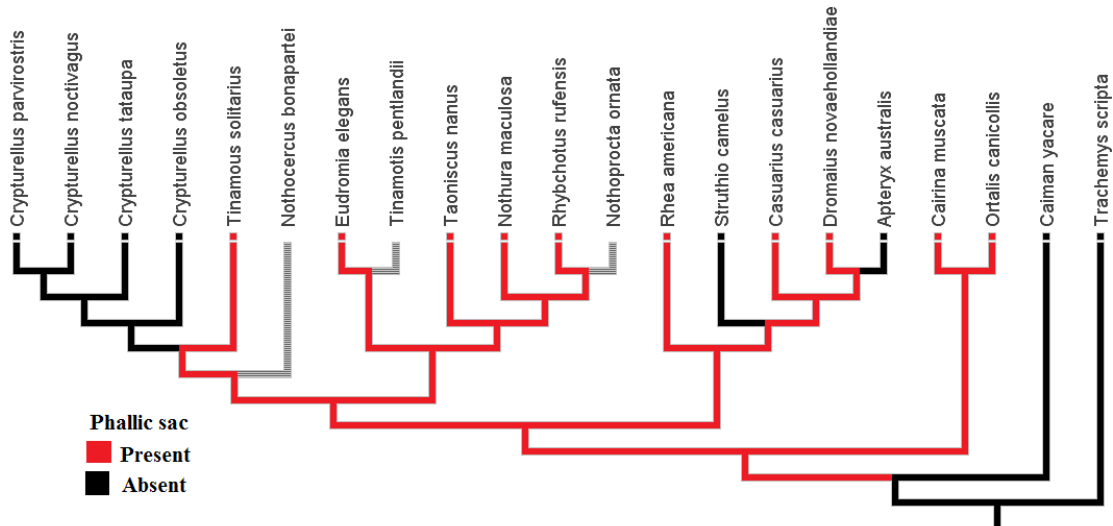 Crypturellus parvirostris
Crypturellus noctivagus
Crypturellus tataupa
Crypturellus obsoletus
Tinamous solitarius
Nothocercus bonapartei
Eudromia elegans
Tinamotis pentlandii
Taoniscus nanus
Nothura maculosa
Rhybchotus rufensis
Nothoprocta ornata
Rhea americana
Struthio camelus
Casuarius casuarius
Dromaius novaehollandiae
Apteryx australis
Cairina muscata
Ortalis canicollis
Caiman yacare
Trachemys scripta
Phallic sac
Present
Absent